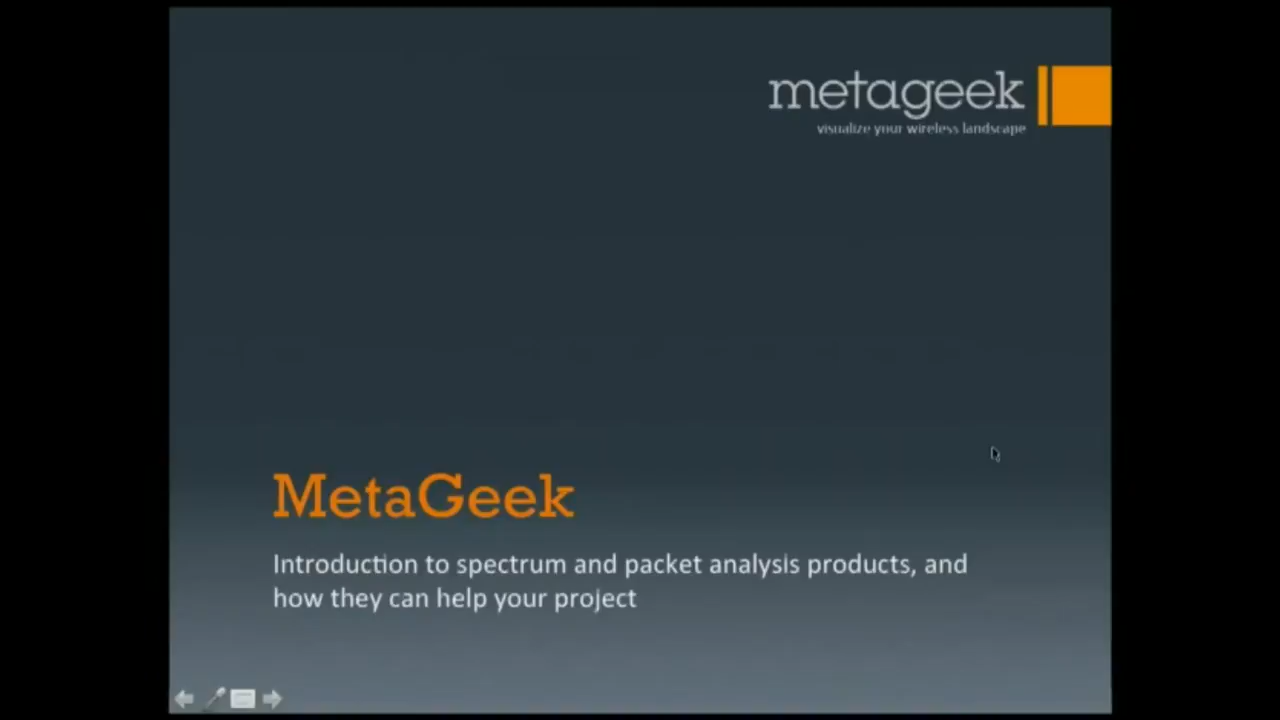 metageek
visualize your wireless landscape
MetaGeek
Introduction to spectrum and packet analysis products, and
how they can help your project